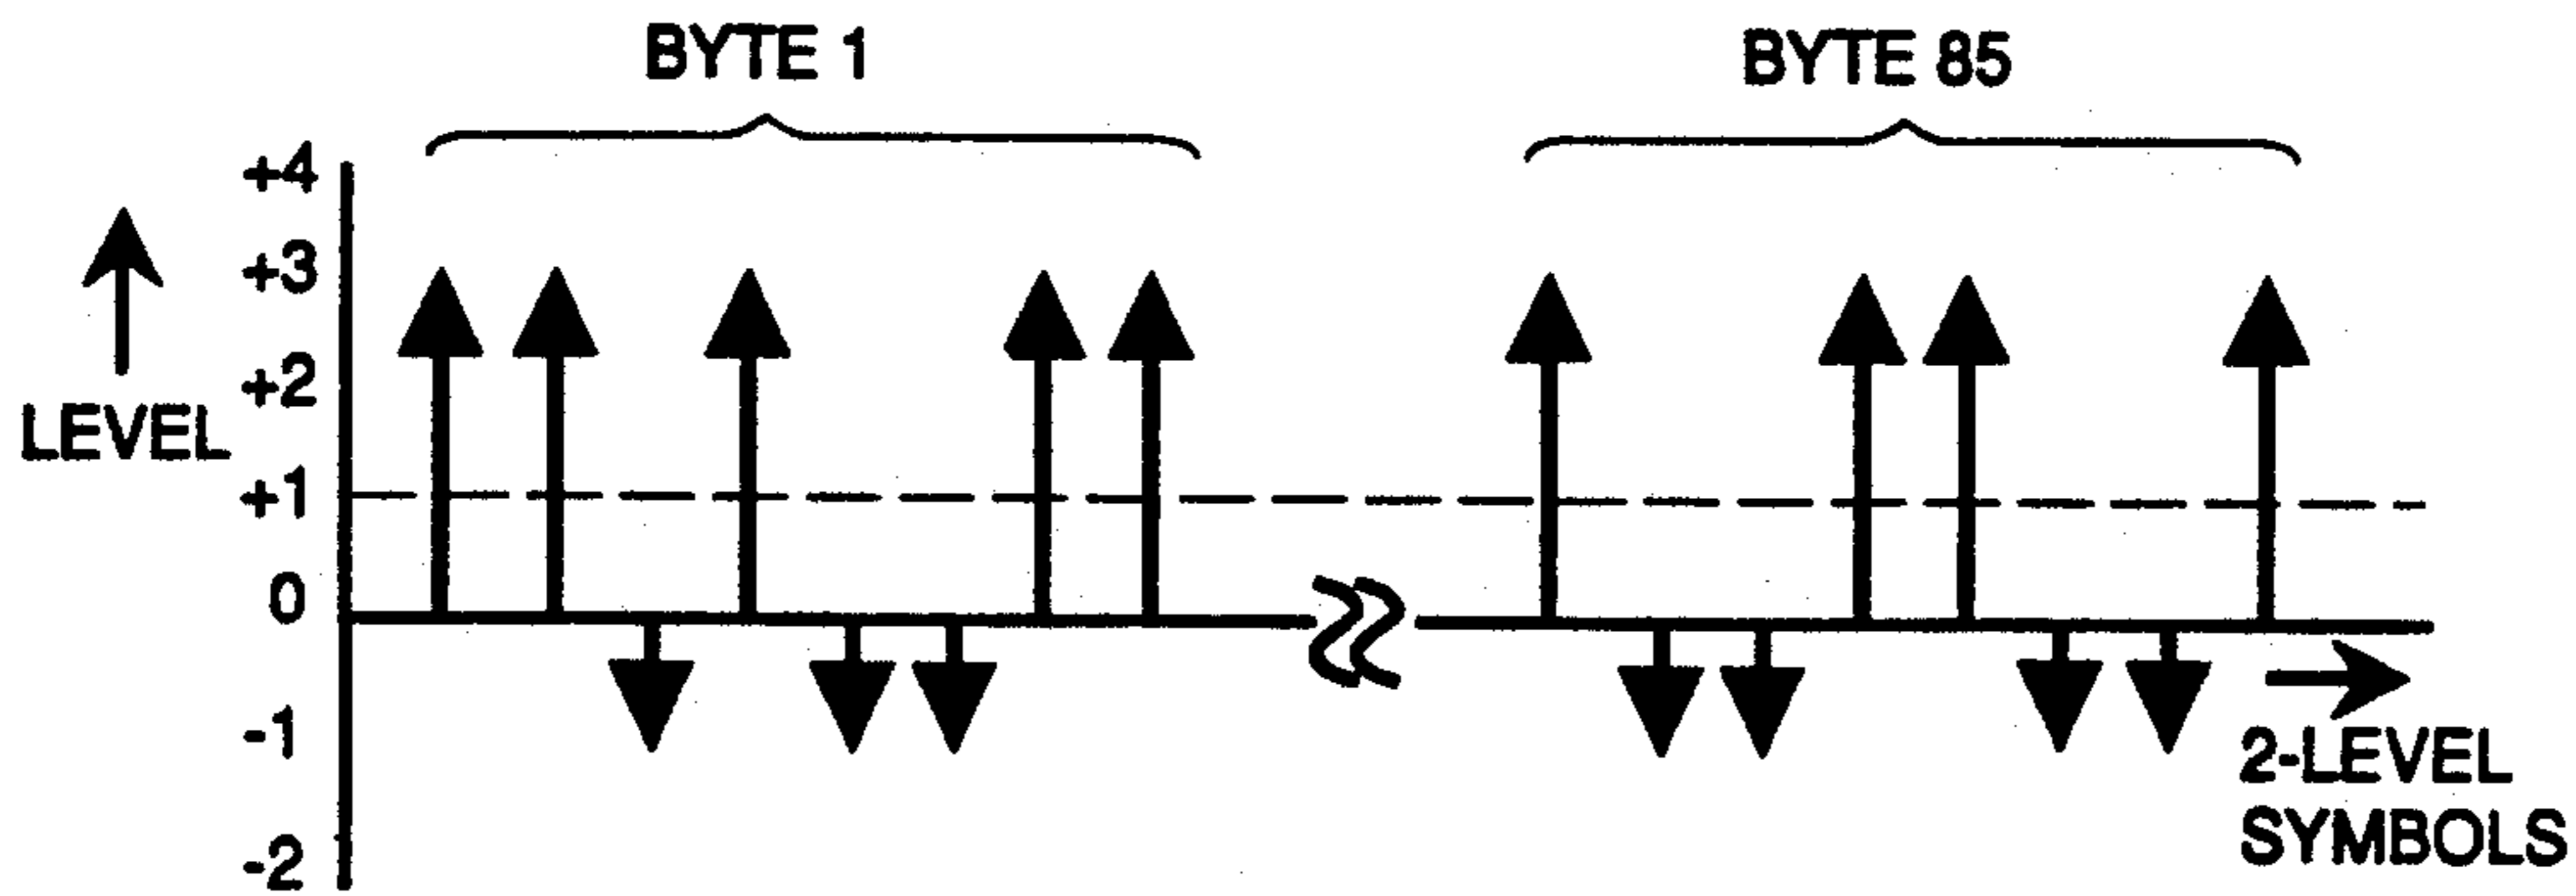 BYTE 1
BYTE 85
+4
+3
+2
LEVEL
+1
0
-1
-2
2-LEVEL
SYMBOLS